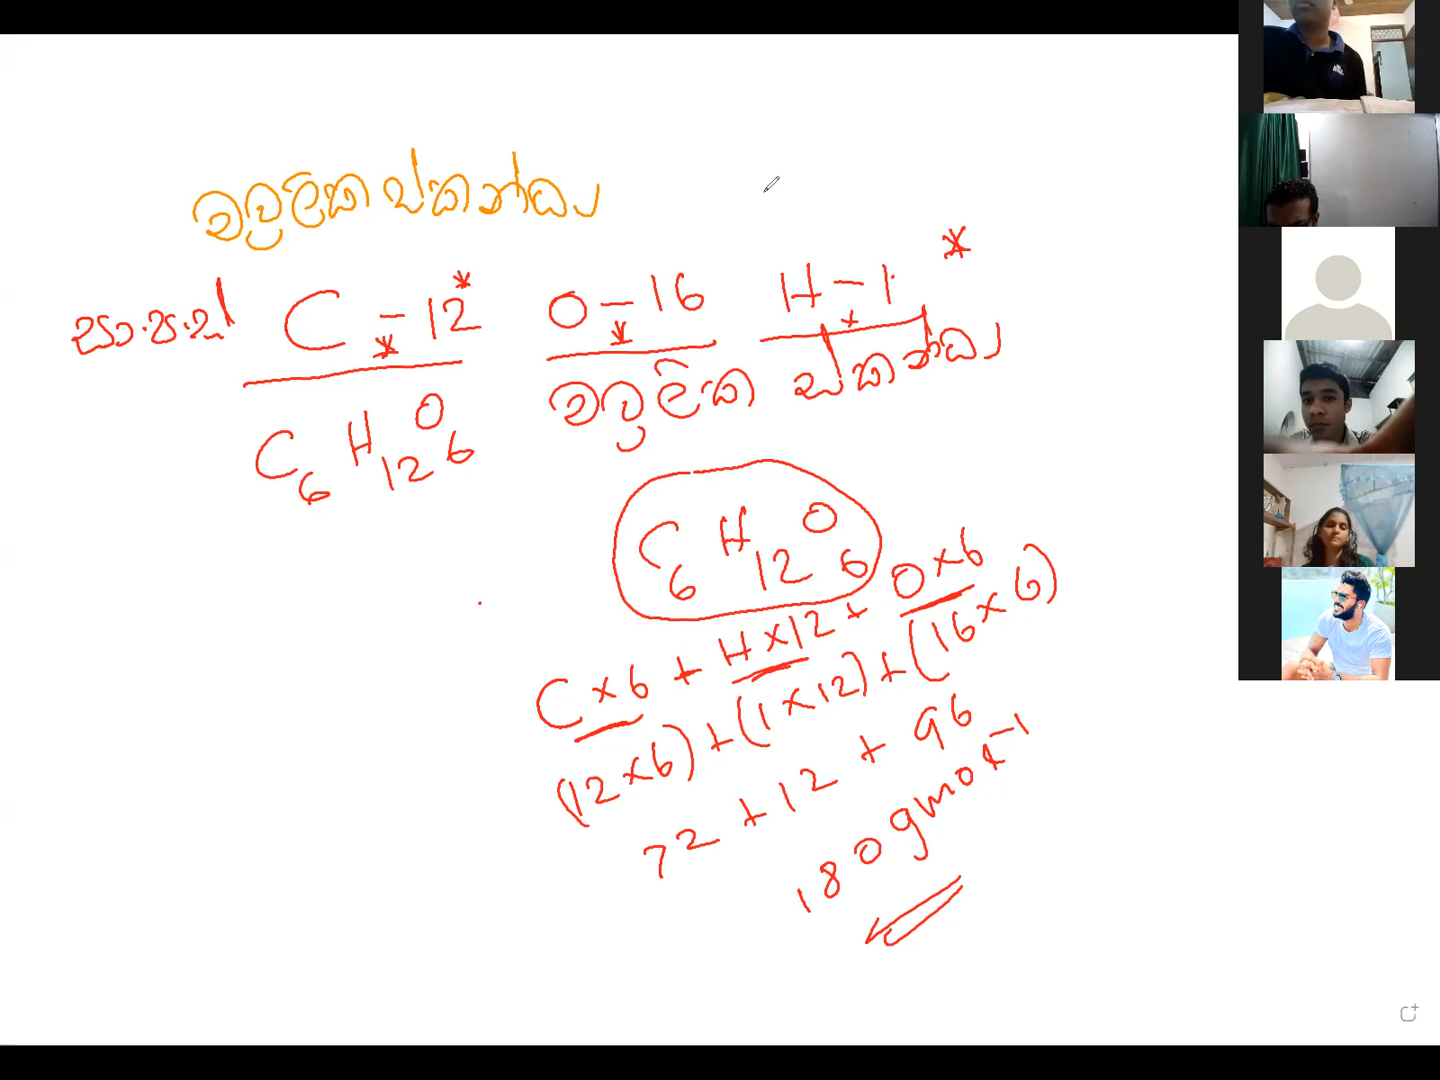 මවුලික ස්කන්ධය
සා.ප.ස් C - 12 O - 16 H - 1
C6H12O6 මවුලික ස්කන්ධය
C6H12O6
C×6 + H×12 + O×6
(12×6) + (1×12) + (16×6)
72 + 12 + 96
180 gmol⁻¹